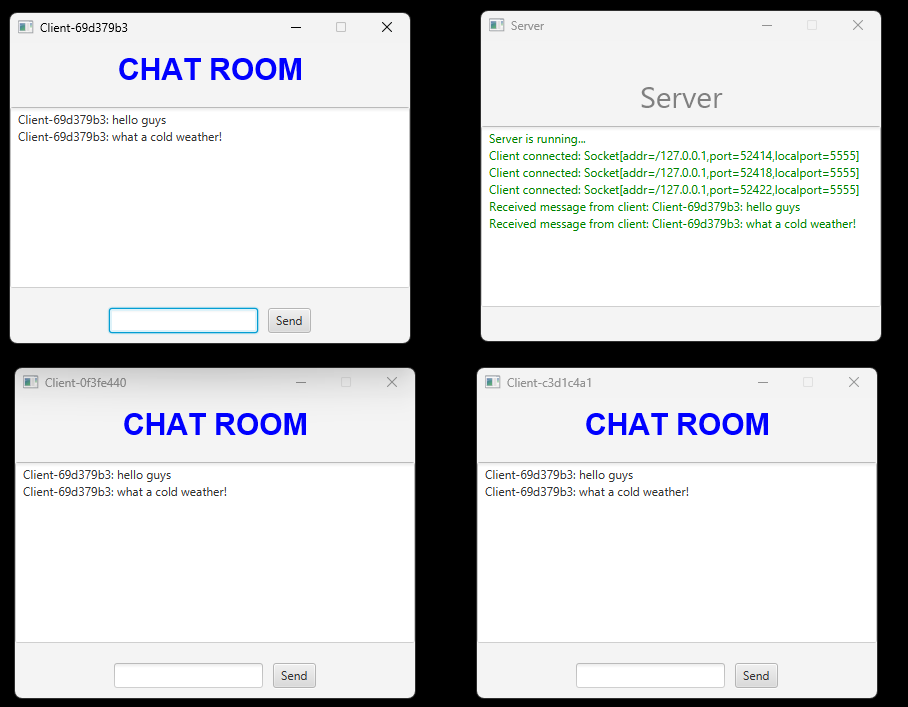 Client-69d379b3
CHAT ROOM
Client-69d379b3: hello guys
Client-69d379b3: what a cold weather!
Send
Server
Server
Server is running...
Client connected: Socket[addr=/127.0.0.1,port=52414,localport=5555]
Client connected: Socket[addr=/127.0.0.1,port=52418,localport=5555]
Client connected: Socket[addr=/127.0.0.1,port=52422,localport=5555]
Received message from client: Client-69d379b3: hello guys
Received message from client: Client-69d379b3: what a cold weather!
Client-0f3fe440
CHAT ROOM
Client-69d379b3: hello guys
Client-69d379b3: what a cold weather!
Send
Client-c3d1c4a1
CHAT ROOM
Client-69d379b3: hello guys
Client-69d379b3: what a cold weather!
Send